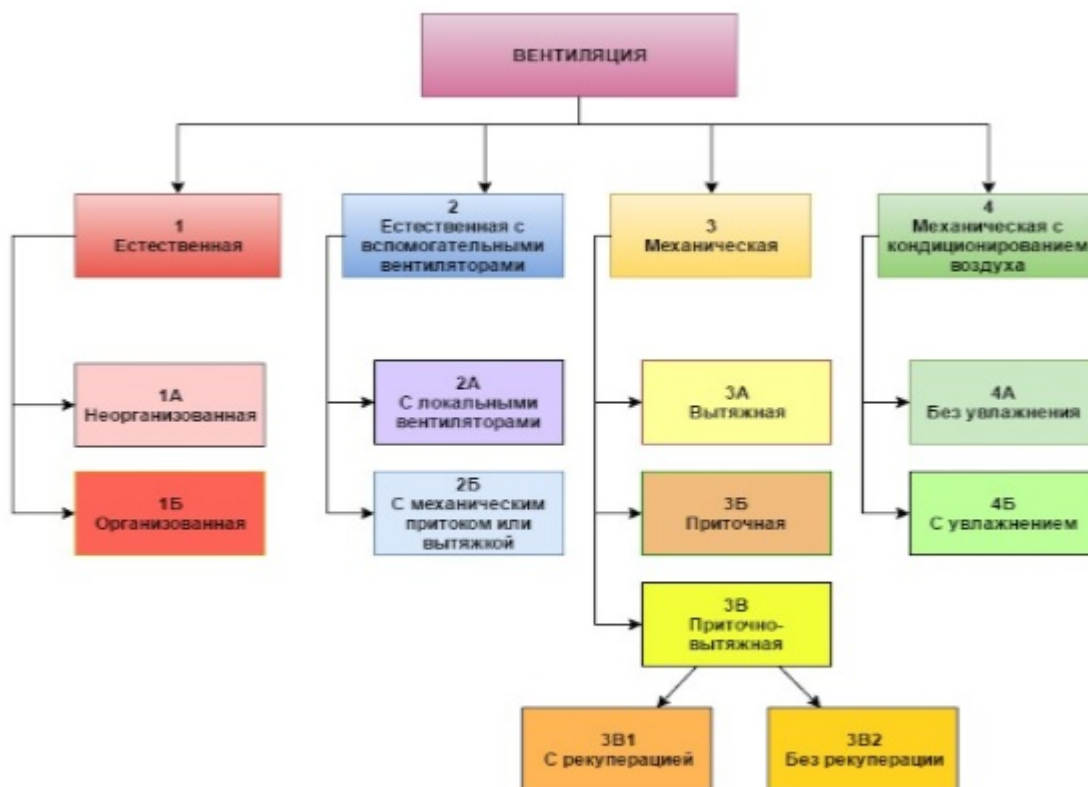 ВЕНТИЛЯЦИЯ
1
Естественная
2
Естественная с
вспомогательными
вентиляторами
3
Механическая
4
Механическая с
кондиционированием
воздуха
1А
Неорганизованная
2А
С локальными
вентиляторами
3А
Вытяжная
4А
Без увлажнения
1Б
Организованная
2Б
С механическим
притоком или
вытяжкой
3Б
Приточная
4Б
С увлажнением
3В
Приточно-
вытяжная
3В1
С рекуперацией
3В2
Без рекуперации